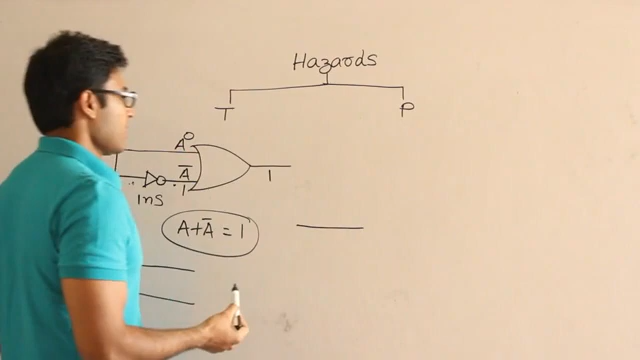 Hazards
T P
A 0
A̅
1 1
1nS
A+A̅ = 1